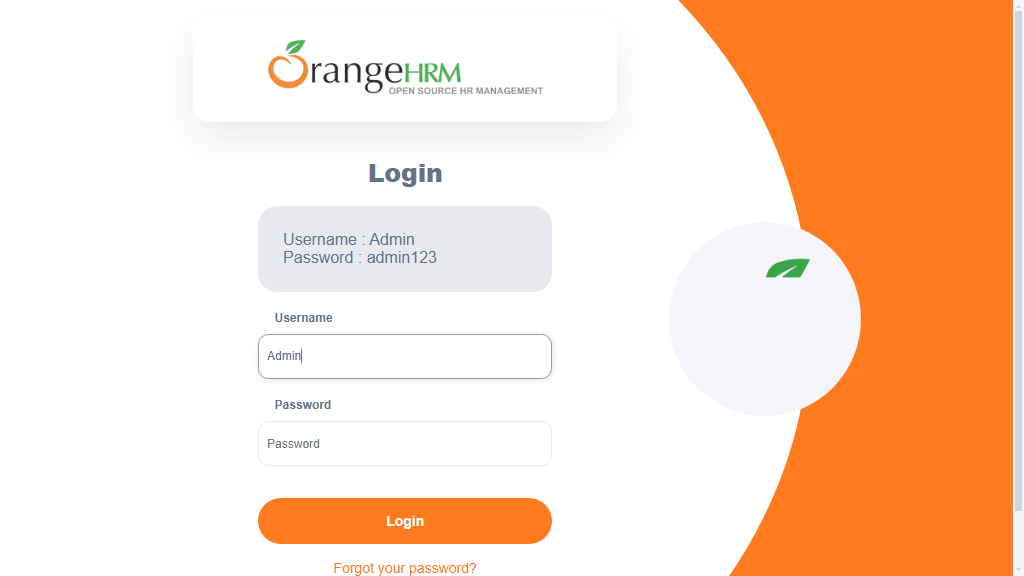 OrangeHRM
OPEN SOURCE HR MANAGEMENT
Login
Username : Admin
Password : admin123
Username
Admin
Password
Password
Login
Forgot your password?